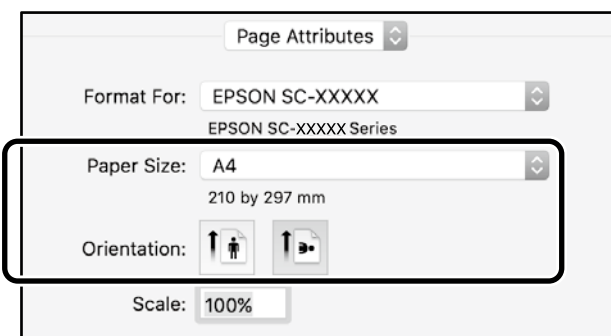 Page Attributes
Format For: EPSON SC-XXXXX
EPSON SC-XXXXX Series
Paper Size: A4
210 by 297 mm
Orientation:
Scale: 100%